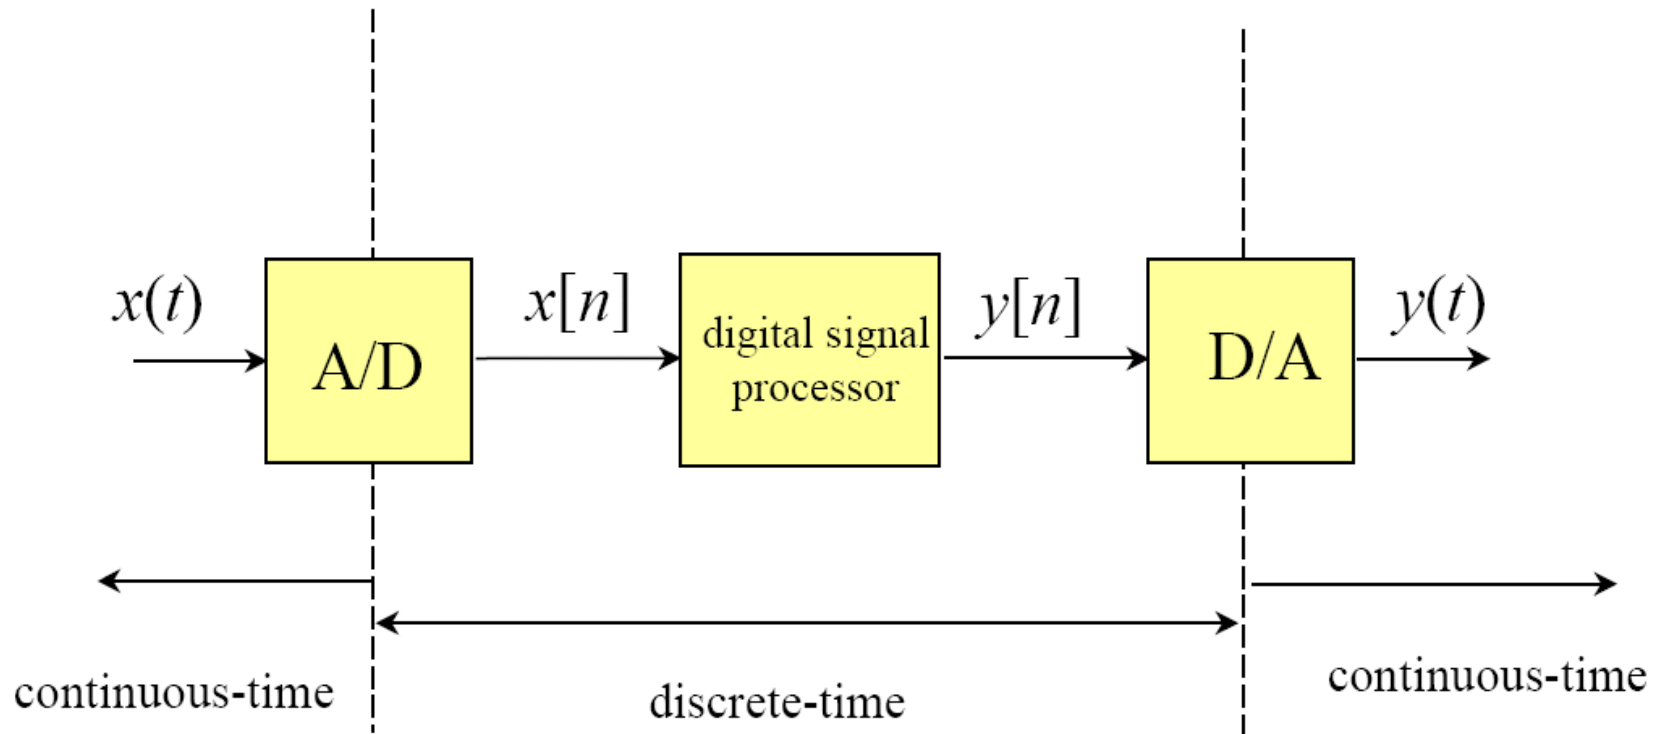 x(t)
A/D
x[n]
digital signal
processor
y[n]
D/A
y(t)
continuous-time
discrete-time
continuous-time